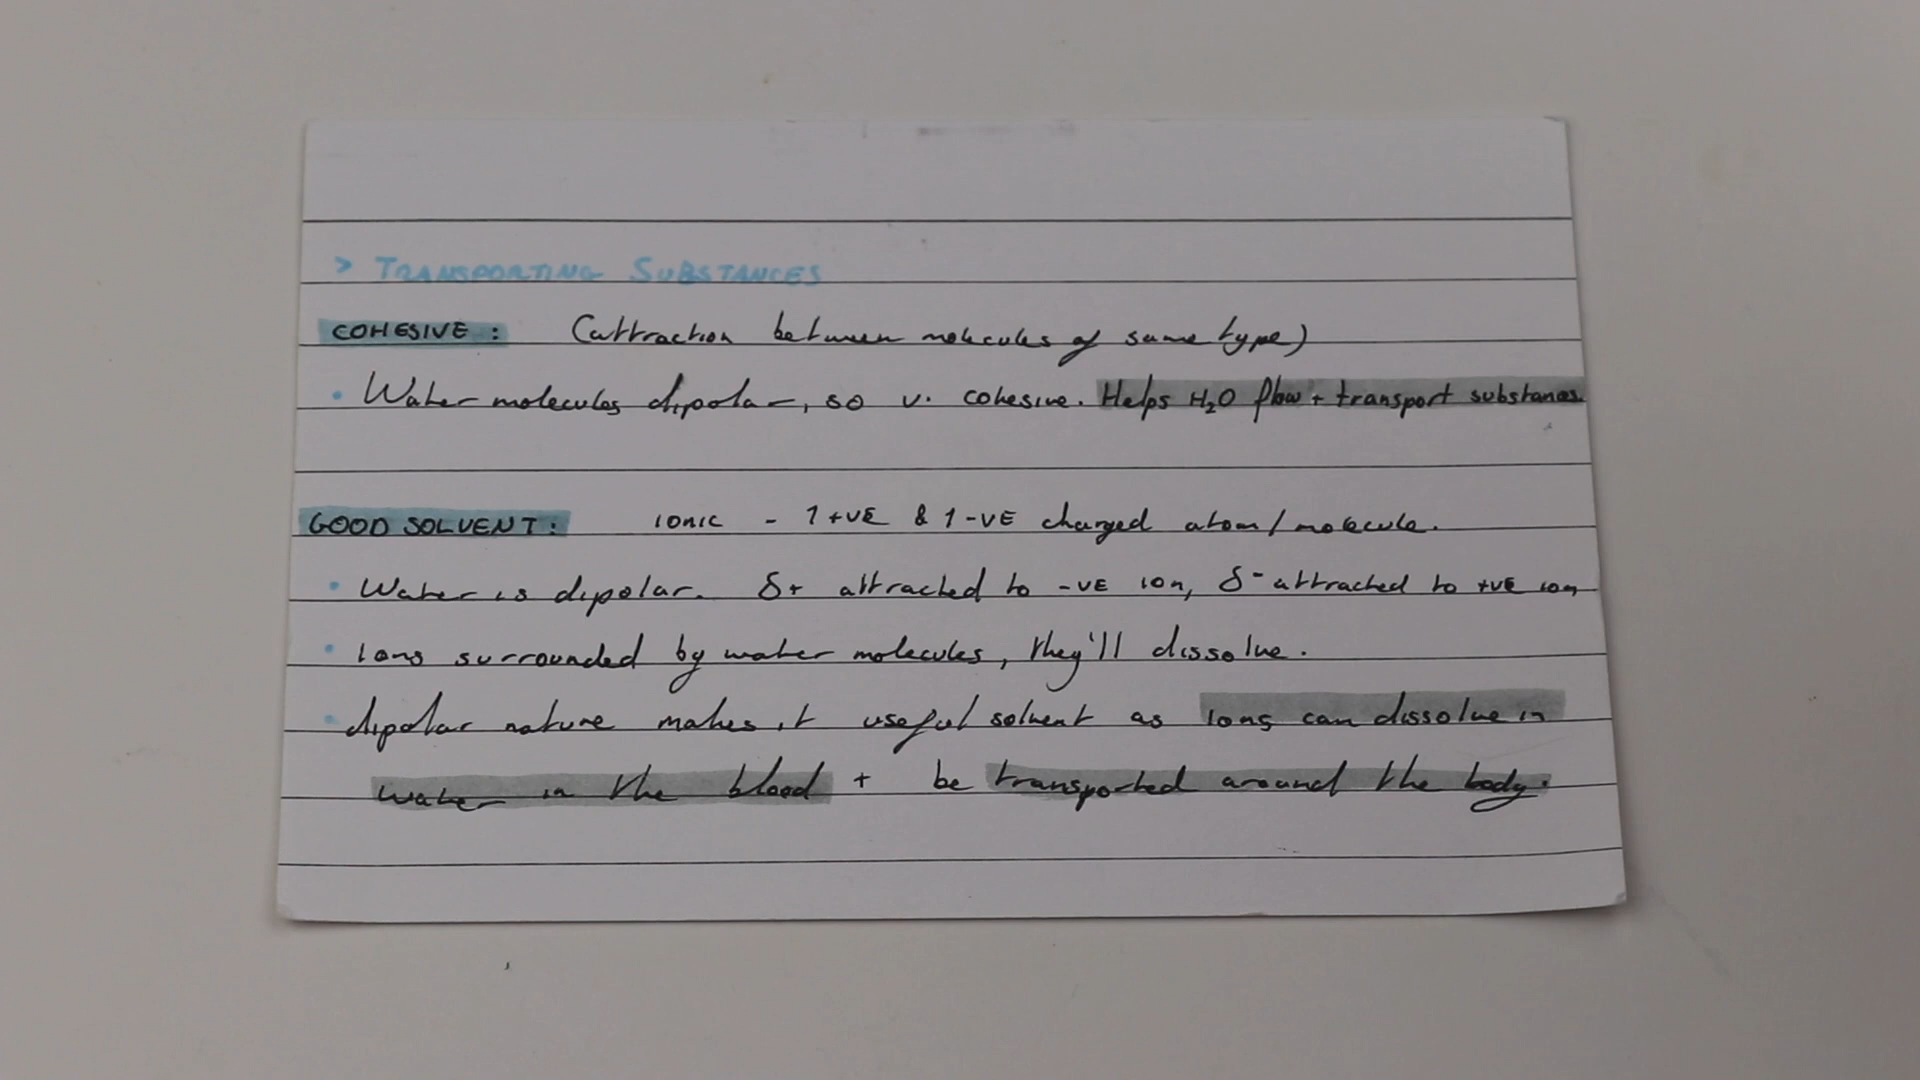 > TRANSPORTING SUBSTANCES
COHESIVE : (attraction between molecules of same type)
• Water molecules dipolar, so v. cohesive. Helps H₂O flow + transport substances.
GOOD SOLVENT : ionic - 1 +VE & 1 -VE charged atom/molecule.
• Water is dipolar. δ+ attracted to -VE ion, δ- attracted to +VE ion
• ions surrounded by water molecules, they'll dissolve.
• dipolar nature makes it useful solvent as ions can dissolve in
water in the blood + be transported around the body.